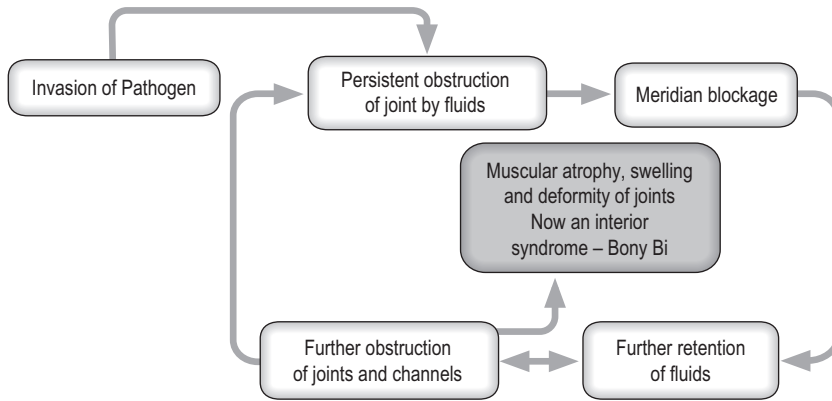 Invasion of Pathogen
Persistent obstruction
of joint by fluids
Meridian blockage
Muscular atrophy, swelling
and deformity of joints
Now an interior
syndrome – Bony Bi
Further obstruction
of joints and channels
Further retention
of fluids